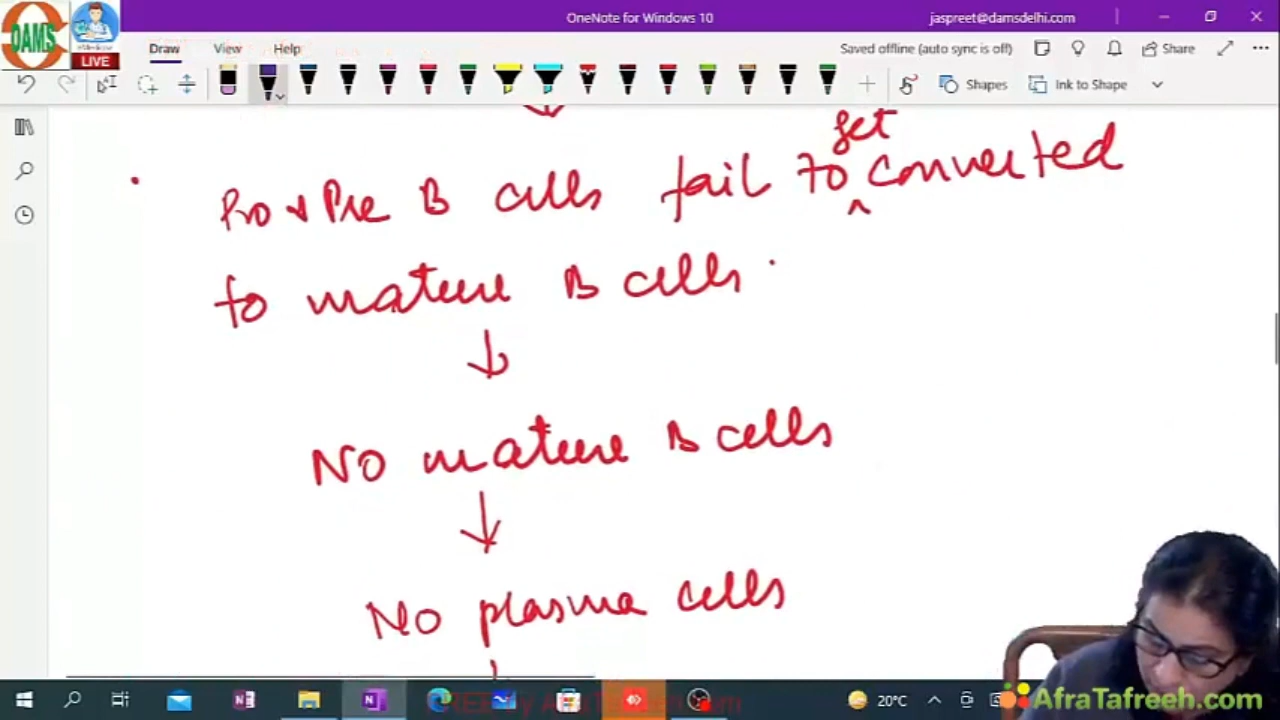 OneNote for Windows 10
jaspreet@damsdelhi.com
DAMS
eMedicoz
LIVE
Draw View Help
Saved offline (auto sync is off)
Share
Shapes
Ink to Shape
get
Pro & Pre B cells fail to ^ converted
to mature B cells.
No mature B cells
No plasma cells
20°C
AfraTafreeh.com